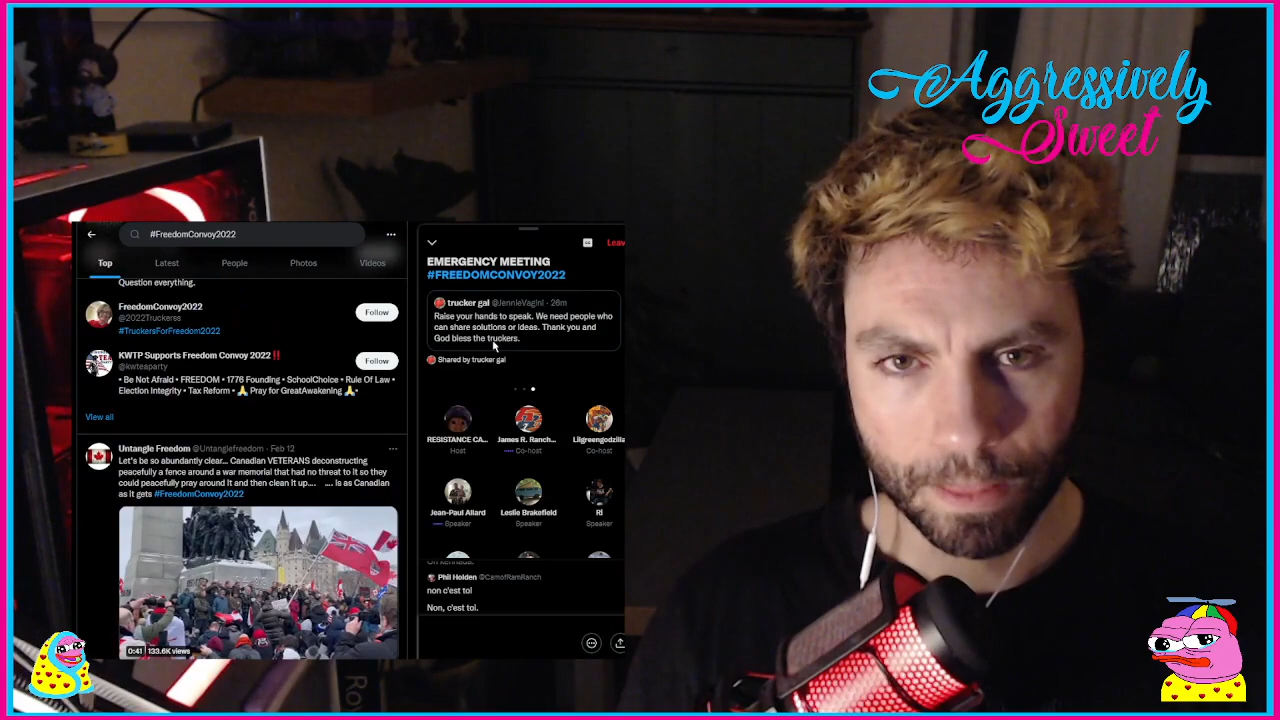 Aggressively
Sweet
#FreedomConvoy2022
Top
Latest
People
Photos
Videos
Question everything.
FreedomConvoy2022
@2022Truckerss
#TruckersForFreedom2022
Follow
KWTP Supports Freedom Convoy 2022‼
@kwteaparty
Follow
• Be Not Afraid • FREEDOM • 1776 Founding • SchoolChoice • Rule Of Law •
Election Integrity • Tax Reform • 🙏 Pray for GreatAwakening 🙏•
View all
Untangle Freedom @Untanglefreedom · Feb 12
Let's be so abundantly clear... Canadian VETERANS deconstructing
peacefully a fence around a war memorial that had no threat to it so they
could peacefully pray around it and then clean it up.... .... Is as Canadian
as it gets #FreedomConvoy2022
0:41 133.6K views
Leav
EMERGENCY MEETING
#FREEDOMCONVOY2022
trucker gal @JennieVagini · 26m
Raise your hands to speak. We need people who
can share solutions or ideas. Thank you and
God bless the truckers.
Shared by trucker gal
RESISTANCE CA...
Host
James R. Ranch...
Co-host
Lilgreengodzilla
Co-host
Jean-Paul Allard
Speaker
Leslie Brakefield
Speaker
Ri
Speaker
Phil Holden @CamofRamRanch
non c'est toi
Non, c'est toi.